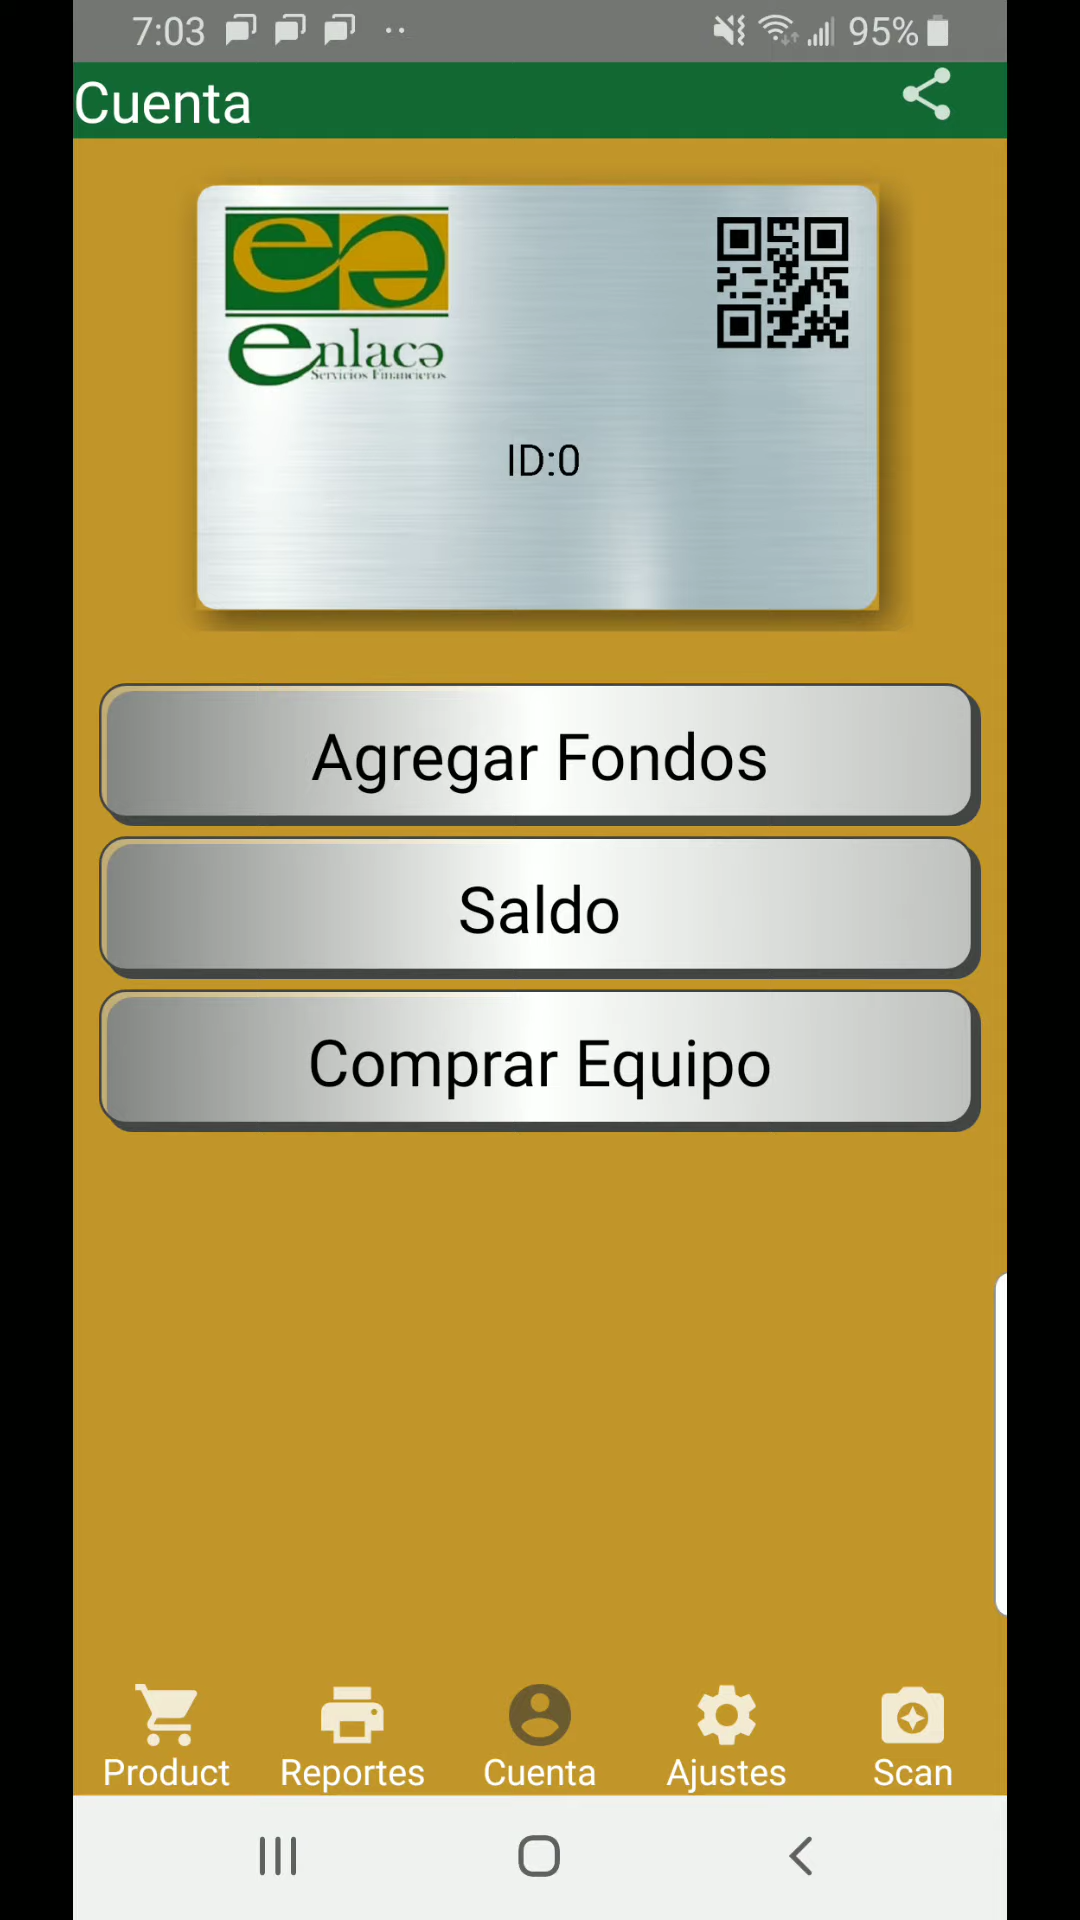 7:03
95%
Cuenta
enlace
Servicios Financieros
ID:0
Agregar Fondos
Saldo
Comprar Equipo
Product Reportes Cuenta Ajustes Scan